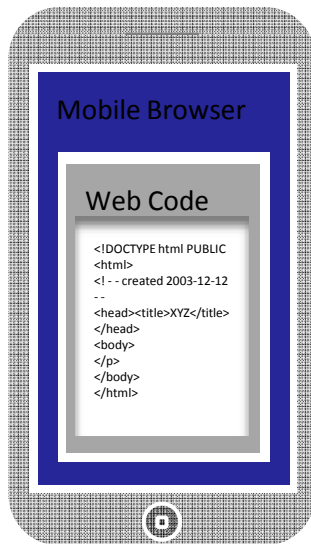 Mobile Browser
Web Code
<!DOCTYPE html PUBLIC
<html>
<! - - created 2003-12-12
- -
<head><title>XYZ</title>
</head>
<body>
</p>
</body>
</html>